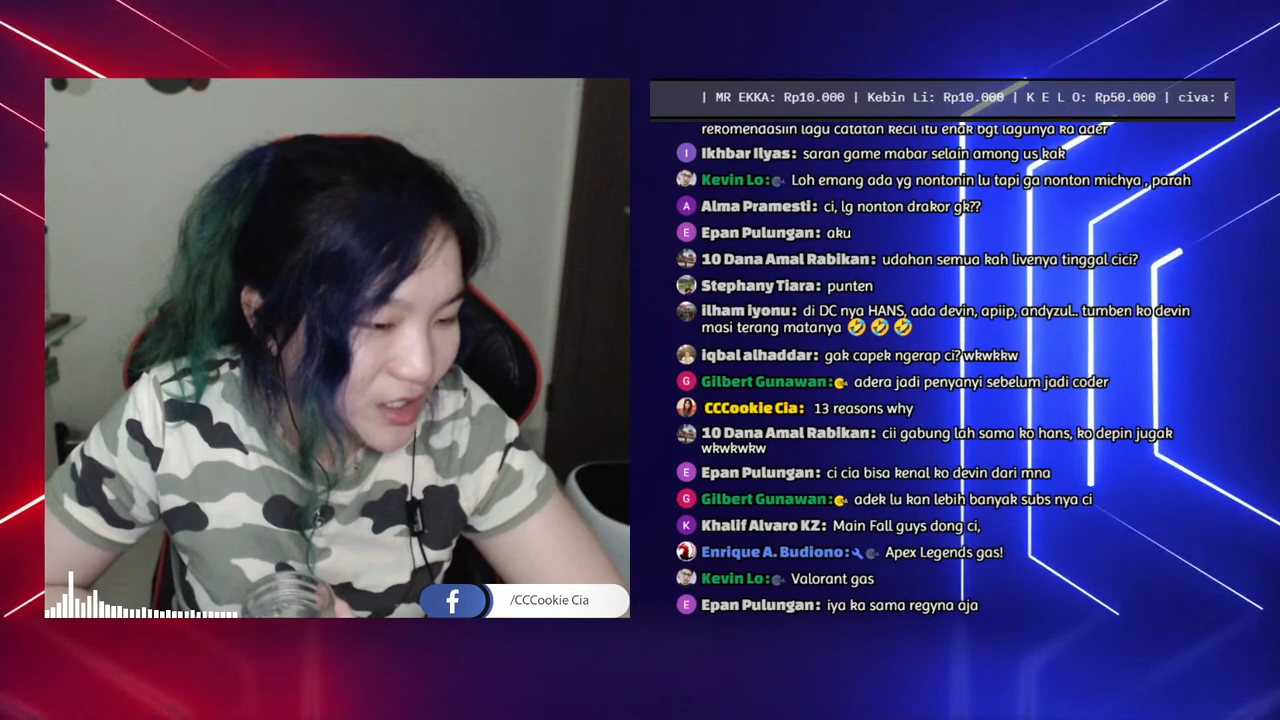 | MR EKKA: Rp10.000 | Kebin Li: Rp10.000 | K E L O: Rp50.000 | civa:
rekomendasiin lagu catatan kecil itu enak bgt lagunya ka ader
I Ikhbar Ilyas: saran game mabar selain among us kak
Kevin Lo: Loh emang ada yg nontonin lu tapi ga nonton michya , parah
A Alma Pramesti: ci, lg nonton drakor gk??
E Epan Pulungan: aku
10 Dana Amal Rabikan: udahan semua kah livenya tinggal cici?
Stephany Tiara: punten
ilham iyonu: di DC nya HANS, ada devin, apiip, andyzul.. tumben ko devin
masi terang matanya 🤣 🤣 🤣
iqbal alhaddar: gak capek ngerap ci? wkwkkw
G Gilbert Gunawan: adera jadi penyanyi sebelum jadi coder
CCCookie Cia: 13 reasons why
10 Dana Amal Rabikan: cii gabung lah sama ko hans, ko depin jugak
wkwkwkw
E Epan Pulungan: ci cia bisa kenal ko devin dari mna
G Gilbert Gunawan: adek lu kan lebih banyak subs nya ci
K Khalif Alvaro KZ: Main Fall guys dong ci,
Enrique A. Budiono: Apex Legends gas!
Kevin Lo: Valorant gas
E Epan Pulungan: iya ka sama regyna aja
f /CCCookie Cia